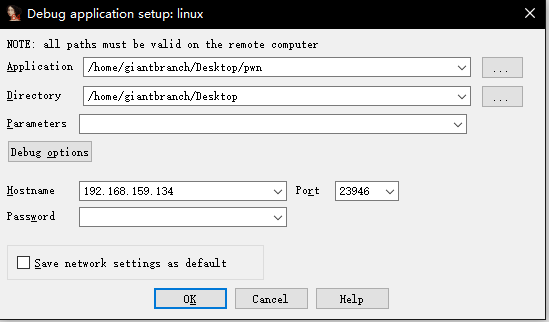 Debug application setup: linux
NOTE: all paths must be valid on the remote computer
Application /home/giantbranch/Desktop/pwn ...
Directory /home/giantbranch/Desktop ...
Parameters
Debug options
Hostname 192.168.159.134 Port 23946
Password
Save network settings as default
OK Cancel Help